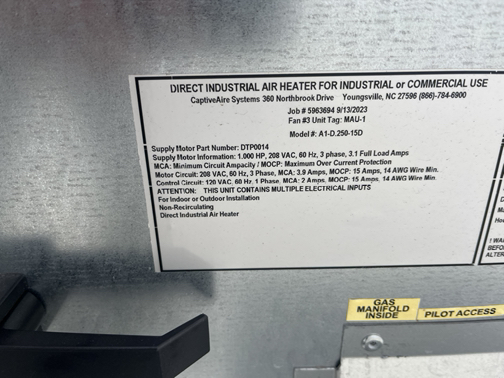 DIRECT INDUSTRIAL AIR HEATER FOR INDUSTRIAL or COMMERCIAL USE
CaptiveAire Systems 360 Northbrook Drive Youngsville, NC 27596 (866)-784-6900
Job # 5963694 9/13/2023
Fan #3 Unit Tag: MAU-1
Model #: A1-D.250-15D
Supply Motor Part Number: DTP0014
Supply Motor Information: 1.000 HP, 208 VAC, 60 Hz, 3 phase, 3.1 Full Load Amps
MCA: Minimum Circuit Ampacity / MOCP: Maximum Over Current Protection
Motor Circuit: 208 VAC, 60 Hz, 3 Phase, MCA: 3.9 Amps, MOCP: 15 Amps, 14 AWG Wire Min.
Control Circuit: 120 VAC, 60 Hz, 1 Phase, MCA: 2 Amps, MOCP: 15 Amps, 14 AWG Wire Min.
ATTENTION: THIS UNIT CONTAINS MULTIPLE ELECTRICAL INPUTS
For Indoor or Outdoor Installation
Non-Recirculating
Direct Industrial Air Heater
! WA
BEFO
ALTER
GAS
MANIFOLD
INSIDE
PILOT ACCESS